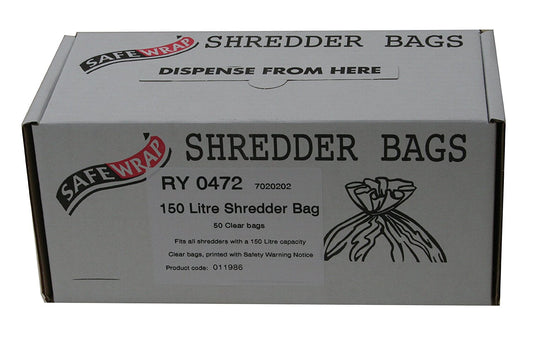 SAFEWRAP SHREDDER BAGS
DISPENSE FROM HERE
SAFEWRAP SHREDDER BAGS
RY 0472 7020202
150 Litre Shredder Bag
50 Clear bags
Fits all shredders with a 150 Litre capacity
Clear bags, printed with Safety Warning Notice
Product code: 011986